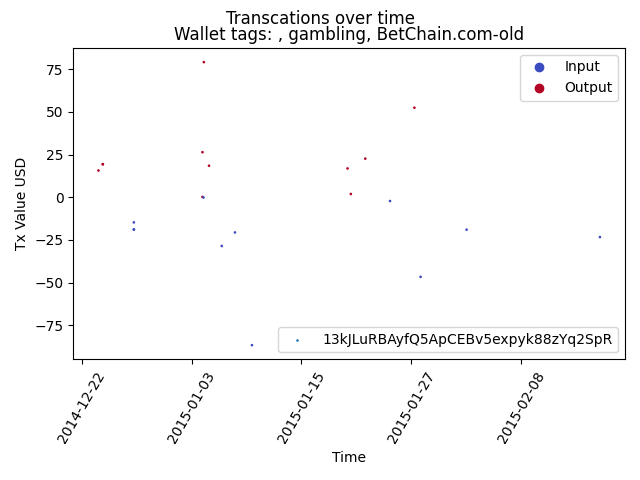 Transcations over time
Wallet tags: , gambling, BetChain.com-old
Input
Output
Tx Value USD
75
50
25
0
−25
−50
−75
13kJLuRBAyfQ5ApCEBv5expyk88zYq2SpR
2014-12-22
2015-01-03
2015-01-15
2015-01-27
2015-02-08
Time